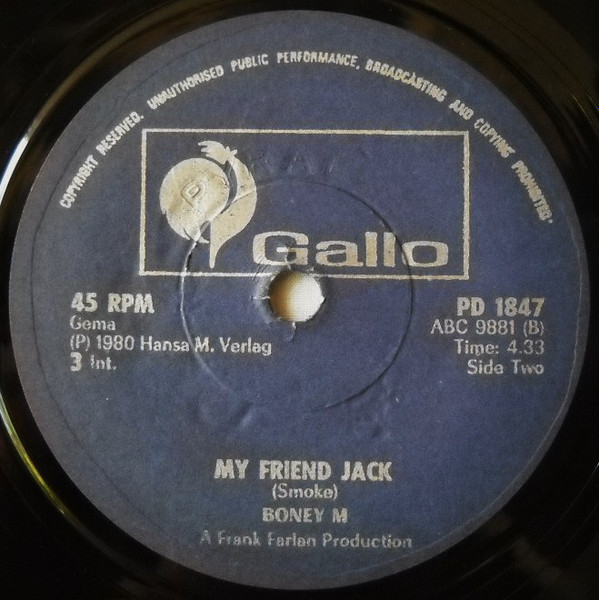 COPYRIGHT RESERVED. UNAUTHORISED PUBLIC PERFORMANCE, BROADCASTING AND COPYING PROHIBITED.
Gallo
45 RPM
Gema
(P) 1980 Hansa M. Verlag
3 Int.
PD 1847
ABC 9881 (B)
Time: 4.33
Side Two
MY FRIEND JACK
(Smoke)
BONEY M
A Frank Farian Production